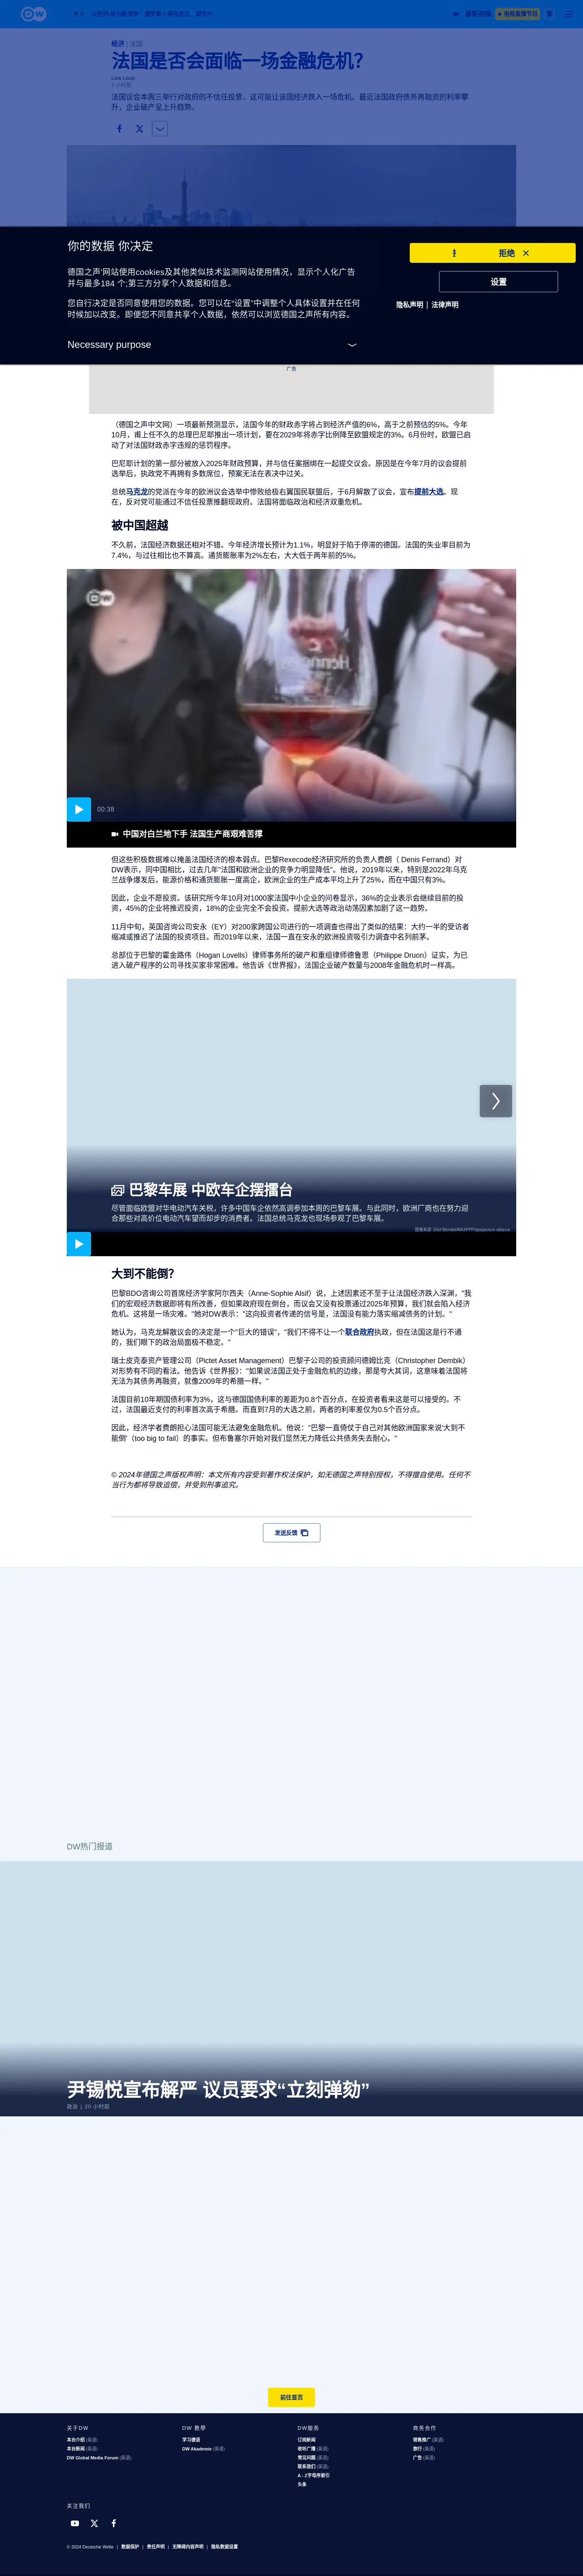 DW
最新视频
电视直播节目
经济 | 法国
法国是否会面临一场金融危机？
Lisa Louis
1 小时前
法国议会本周三举行对政府的不信任投票，这可能让该国经济跌入一场危机。最近法国政府债务再融资的利率攀
升，企业破产呈上升趋势。
你的数据 你决定
德国之声'网站使用cookies及其他类似技术监测网站使用情况，显示个人化广告
并与最多184 个;第三方分享个人数据和信息。
您自行决定是否同意使用您的数据。您可以在"设置"中调整个人具体设置并在任何
时候加以改变。即便您不同意共享个人数据，依然可以浏览德国之声所有内容。
Necessary purpose
拒绝
设置
隐私声明 | 法律声明
广告
（德国之声中文网）一项最新预测显示，法国今年的财政赤字将占到经济产值的6%，高于之前预估的5%。今年
10月，甫上任不久的总理巴尼耶推出一项计划，要在2029年将赤字比例降至欧盟规定的3%。6月份时，欧盟已启
动了对法国财政赤字违规的惩罚程序。
巴尼耶计划的第一部分被放入2025年财政预算，并与信任案捆绑在一起提交议会。原因是在今年7月的议会提前
选举后，执政党不再拥有多数席位，预案无法在表决中过关。
总统马克龙的党派在今年的欧洲议会选举中惨败给极右翼国民联盟后，于6月解散了议会，宣布提前大选。现
在，反对党可能通过不信任投票推翻现政府。法国将面临政治和经济双重危机。
被中国超越
不久前，法国经济数据还相对不错。今年经济增长预计为1.1%，明显好于陷于停滞的德国。法国的失业率目前为
7.4%，与过往相比也不算高。通货膨胀率为2%左右，大大低于两年前的5%。
DW
00:38
中国对白兰地下手 法国生产商艰难苦撑
但这些积极数据难以掩盖法国经济的根本弱点。巴黎Rexecode经济研究所的负责人费朗（ Denis Ferrand）对
DW表示，同中国相比，过去几年"法国和欧洲企业的竞争力明显降低"。他说，2019年以来，特别是2022年乌克
兰战争爆发后，能源价格和通货膨胀一度高企，欧洲企业的生产成本平均上升了25%，而在中国只有3%。
因此，企业不愿投资。该研究所今年10月对1000家法国中小企业的问卷显示，36%的企业表示会继续目前的投
资，45%的企业将推迟投资，18%的企业完全不会投资。提前大选等政治动荡因素加剧了这一趋势。
11月中旬，英国咨询公司安永（EY）对200家跨国公司进行的一项调查也得出了类似的结果：大约一半的受访者
缩减或推迟了法国的投资项目。而2019年以来，法国一直在安永的欧洲投资吸引力调查中名列前茅。
总部位于巴黎的霍金路伟（Hogan Lovells）律师事务所的破产和重组律师德鲁恩（Philippe Druon）证实，为已
进入破产程序的公司寻找买家非常困难。他告诉《世界报》，法国企业破产数量与2008年金融危机时一样高。
巴黎车展 中欧车企摆擂台
尽管面临欧盟对华电动汽车关税，许多中国车企依然高调参加本周的巴黎车展。与此同时，欧洲厂商也在努力迎
合那些对高价位电动汽车望而却步的消费者。法国总统马克龙也现场参观了巴黎车展。
大到不能倒？
巴黎BDO咨询公司首席经济学家阿尔西夫（Anne-Sophie Alsif）说，上述因素还不至于让法国经济跌入深渊，"我
们的宏观经济数据即将有所改善，但如果政府现在倒台，而议会又没有投票通过2025年预算，我们就会陷入经济
危机。这将是一场灾难。"她对DW表示："这向投资者传递的信号是，法国没有能力落实缩减债务的计划。"
她认为，马克龙解散议会的决定是一个"巨大的错误"，"我们不得不让一个联合政府执政，但在法国这是行不通
的，我们眼下的政治局面极不稳定。"
瑞士皮克泰资产管理公司（Pictet Asset Management）巴黎子公司的投资顾问德姆比克（Christopher Dembik）
对形势有不同的看法。他告诉《世界报》："如果说法国正处于金融危机的边缘，那是夸大其词，这意味着法国将
无法为其债务再融资，就像2009年的希腊一样。"
法国目前10年期国债利率为3%，这与德国国债利率的差距为0.8个百分点，在投资者看来这是可以接受的。不
过，法国最近支付的利率首次高于希腊。而直到7月的大选之前，两者的利率差仅为0.5个百分点。
因此，经济学者费朗担心法国可能无法避免金融危机。他说："巴黎一直倚仗于自己对其他欧洲国家来说'大到不
能倒'（too big to fail）的事实。但布鲁塞尔开始对我们显然无力降低公共债务失去耐心。"
© 2024年德国之声版权声明：本文所有内容受到著作权法保护，如无德国之声特别授权，不得擅自使用。任何不
当行为都将导致追偿，并受到刑事追究。
发送反馈
DW热门报道
尹锡悦宣布解严 议员要求“立刻弹劾”
政治 | 20 小时前
前往首页
关于DW
本台介绍 (英语)
本台新闻 (英语)
DW Global Media Forum (英语)
DW 教学
学习德语
DW Akademie (英语)
DW服务
订阅新闻
收听广播 (英语)
常见问题 (英语)
联系我们 (英语)
A - Z字母序索引
头条
商务合作
销售推广 (英语)
旅行 (英语)
广告 (英语)
关注我们
© 2024 Deutsche Welle | 数据保护 | 责任声明 | 无障碍内容声明 | 隐私数据设置